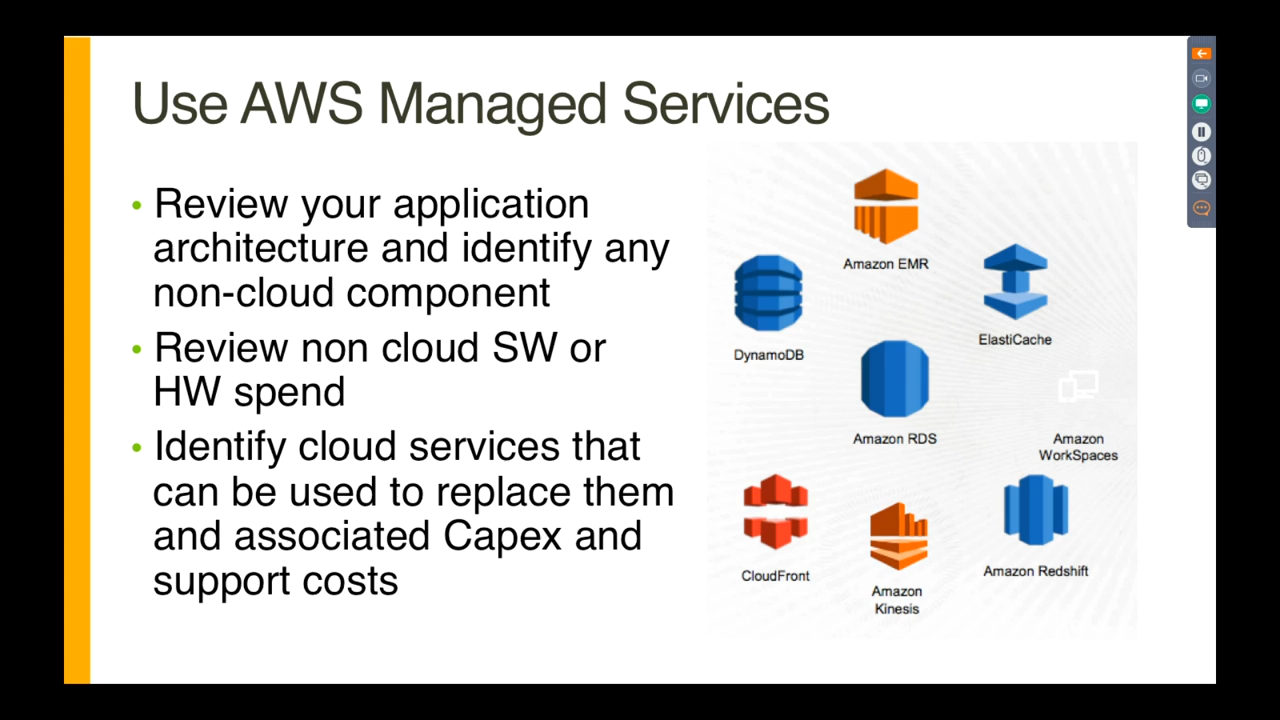 Use AWS Managed Services
• Review your application
architecture and identify any
non-cloud component
• Review non cloud SW or
HW spend
• Identify cloud services that
can be used to replace them
and associated Capex and
support costs
Amazon EMR
ElastiCache
DynamoDB
Amazon RDS
Amazon
WorkSpaces
CloudFront
Amazon
Kinesis
Amazon Redshift